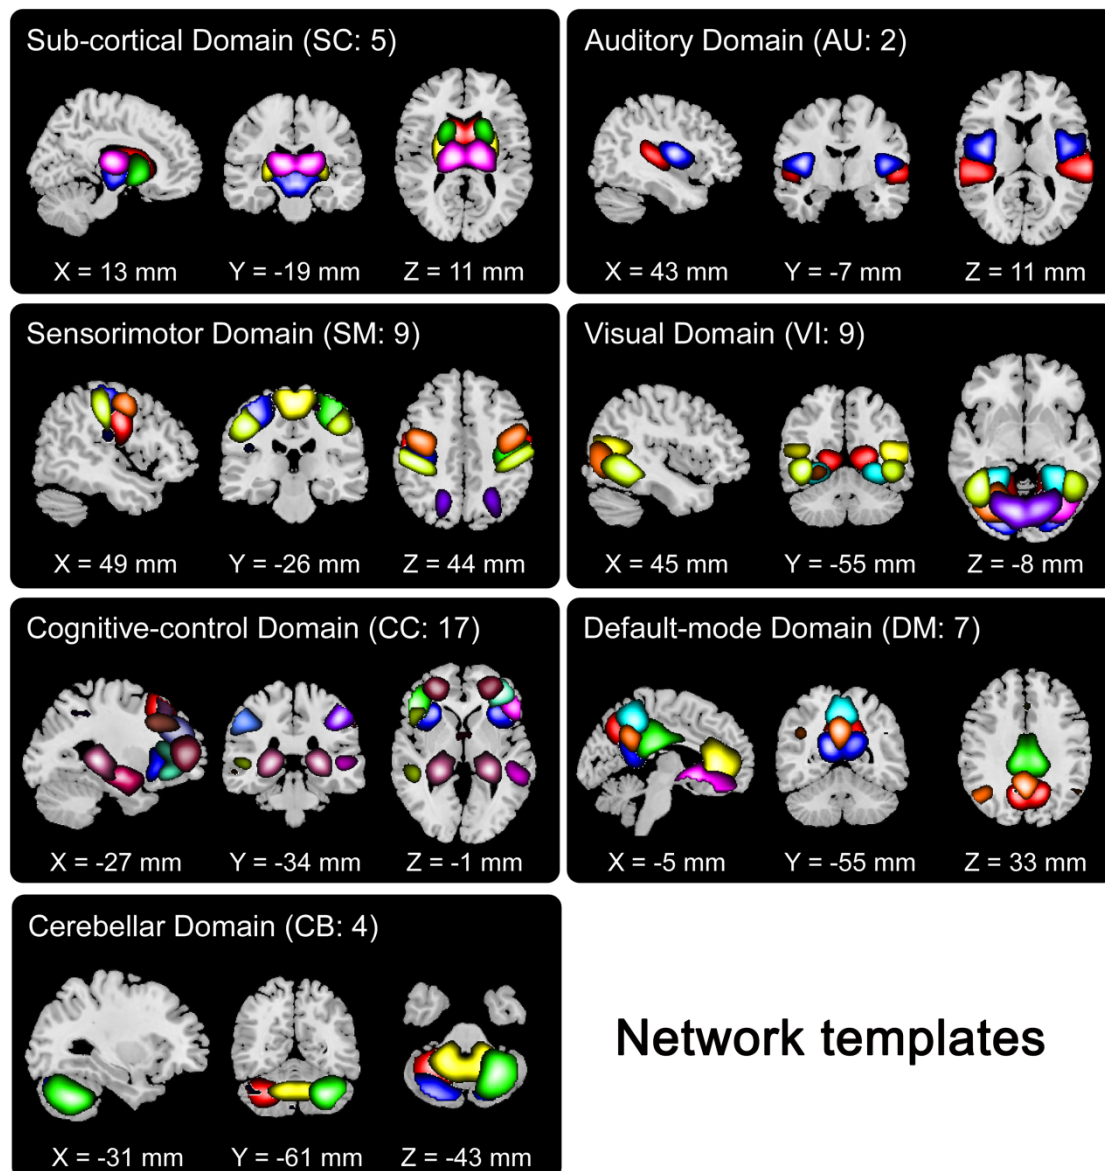 Sub-cortical Domain (SC: 5)
X = 13 mm Y = -19 mm Z = 11 mm
Auditory Domain (AU: 2)
X = 43 mm Y = -7 mm Z = 11 mm
Sensorimotor Domain (SM: 9)
X = 49 mm Y = -26 mm Z = 44 mm
Visual Domain (VI: 9)
X = 45 mm Y = -55 mm Z = -8 mm
Cognitive-control Domain (CC: 17)
X = -27 mm Y = -34 mm Z = -1 mm
Default-mode Domain (DM: 7)
X = -5 mm Y = -55 mm Z = 33 mm
Cerebellar Domain (CB: 4)
X = -31 mm Y = -61 mm Z = -43 mm
Network templates